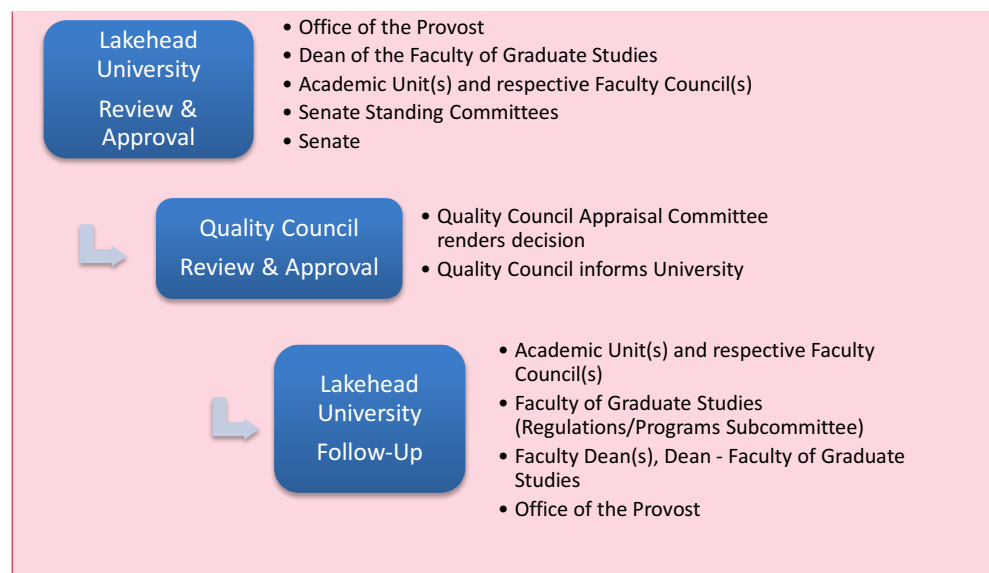 Lakehead
University
Review &
Approval
• Office of the Provost
• Dean of the Faculty of Graduate Studies
• Academic Unit(s) and respective Faculty Council(s)
• Senate Standing Committees
• Senate
Quality Council
Review & Approval
• Quality Council Appraisal Committee
renders decision
• Quality Council informs University
Lakehead
University
Follow-Up
• Academic Unit(s) and respective Faculty
Council(s)
• Faculty of Graduate Studies
(Regulations/Programs Subcommittee)
• Faculty Dean(s), Dean - Faculty of Graduate
Studies
• Office of the Provost